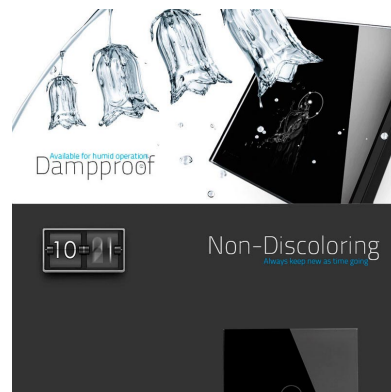 Available for humid operation
Dampproof
10 21
Non-Discoloring
Always keep new as time going